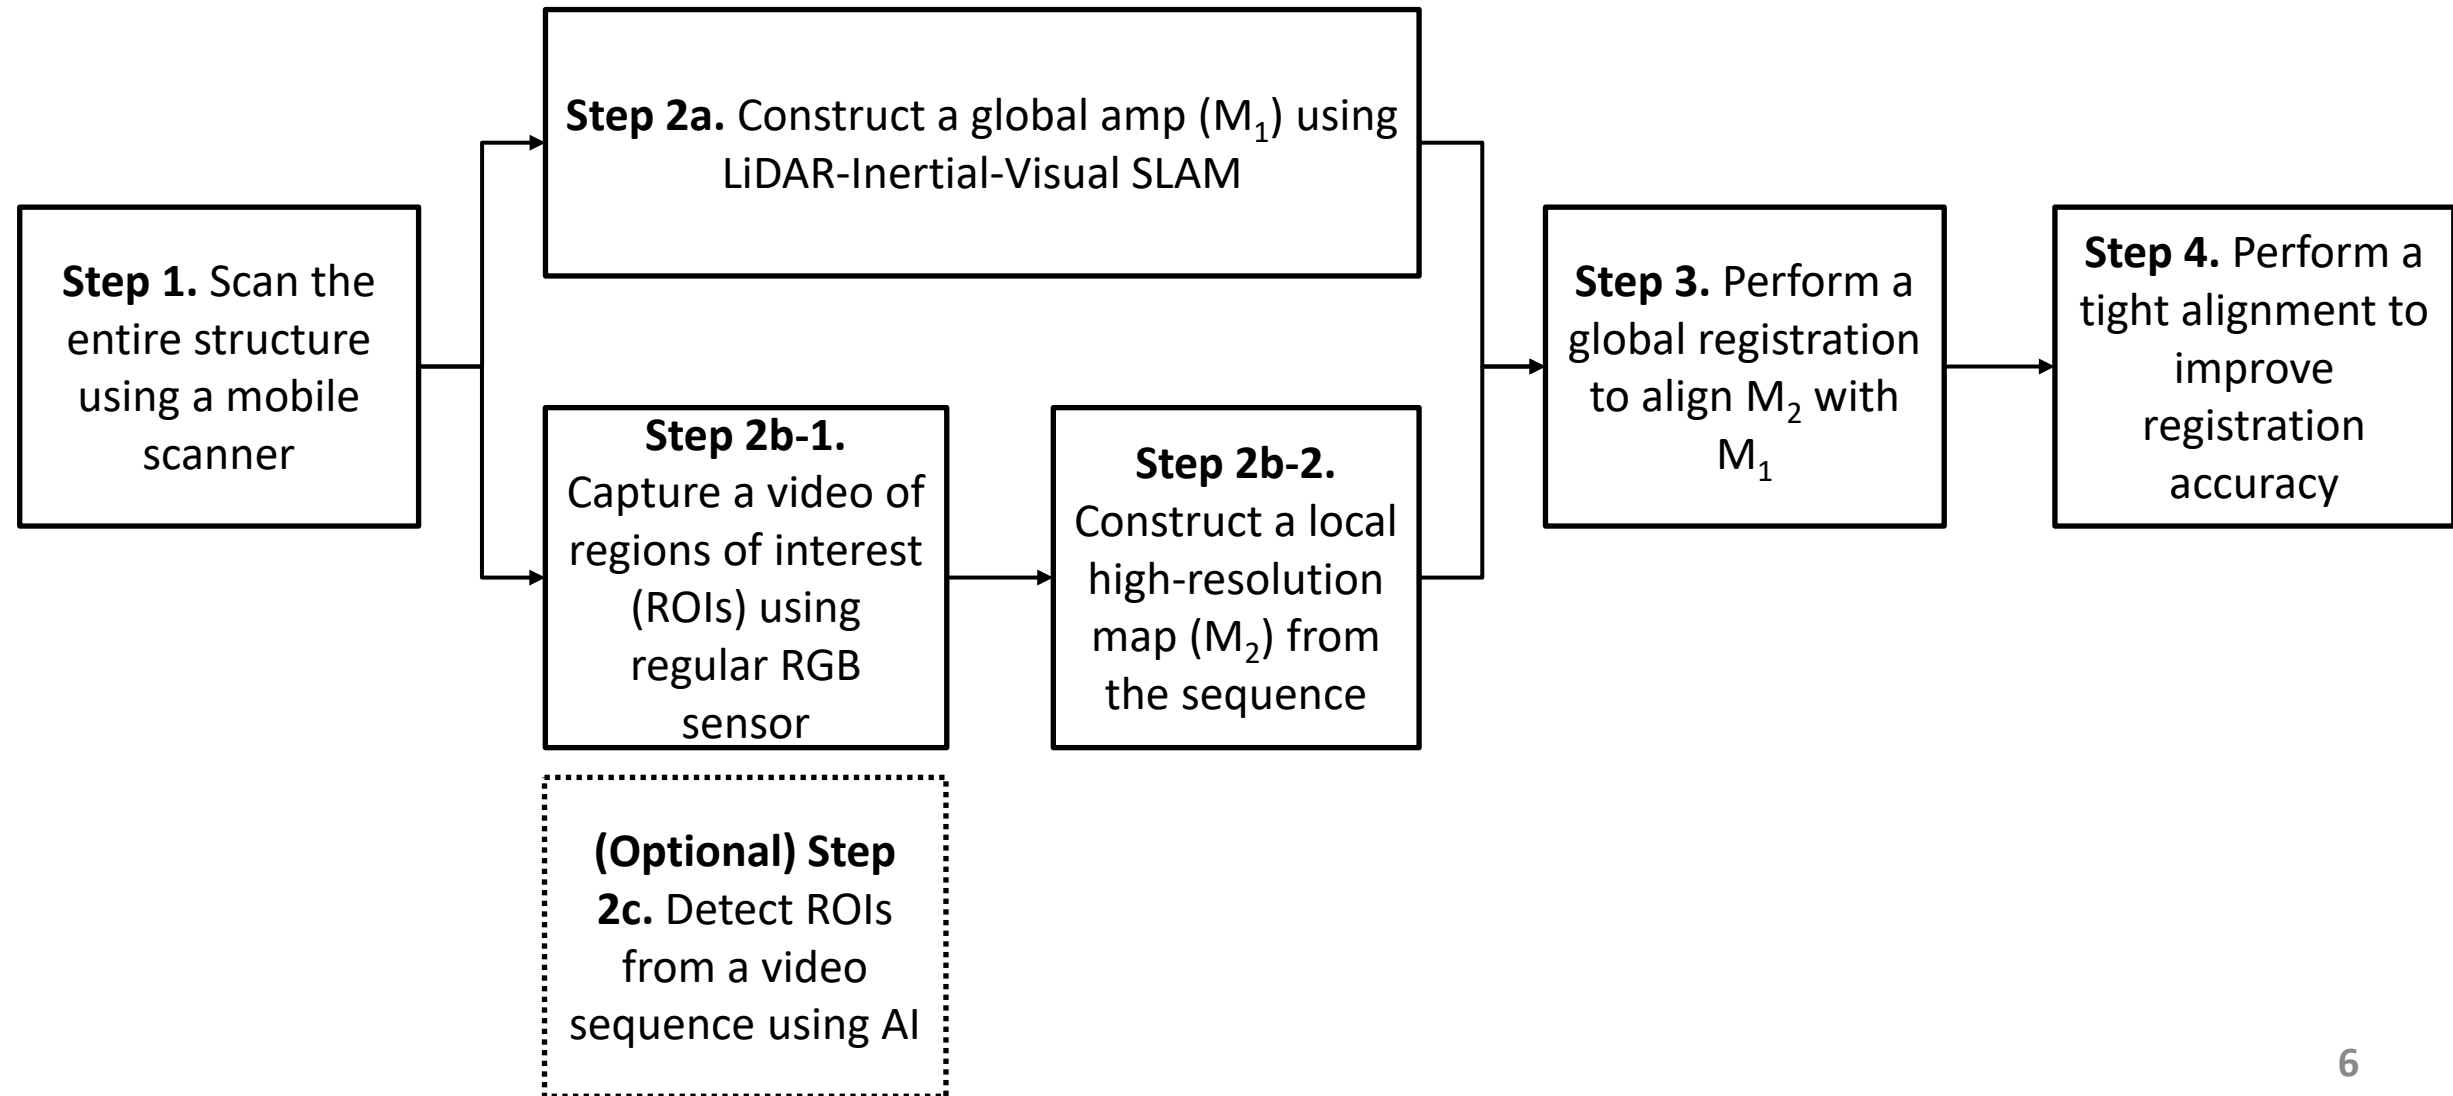 Step 1. Scan the
entire structure
using a mobile
scanner
Step 2a. Construct a global amp (M₁) using
LiDAR-Inertial-Visual SLAM
Step 2b-1.
Capture a video of
regions of interest
(ROIs) using
regular RGB
sensor
Step 2b-2.
Construct a local
high-resolution
map (M₂) from
the sequence
(Optional) Step
2c. Detect ROIs
from a video
sequence using AI
Step 3. Perform a
global registration
to align M₂ with
M₁
Step 4. Perform a
tight alignment to
improve
registration
accuracy
6